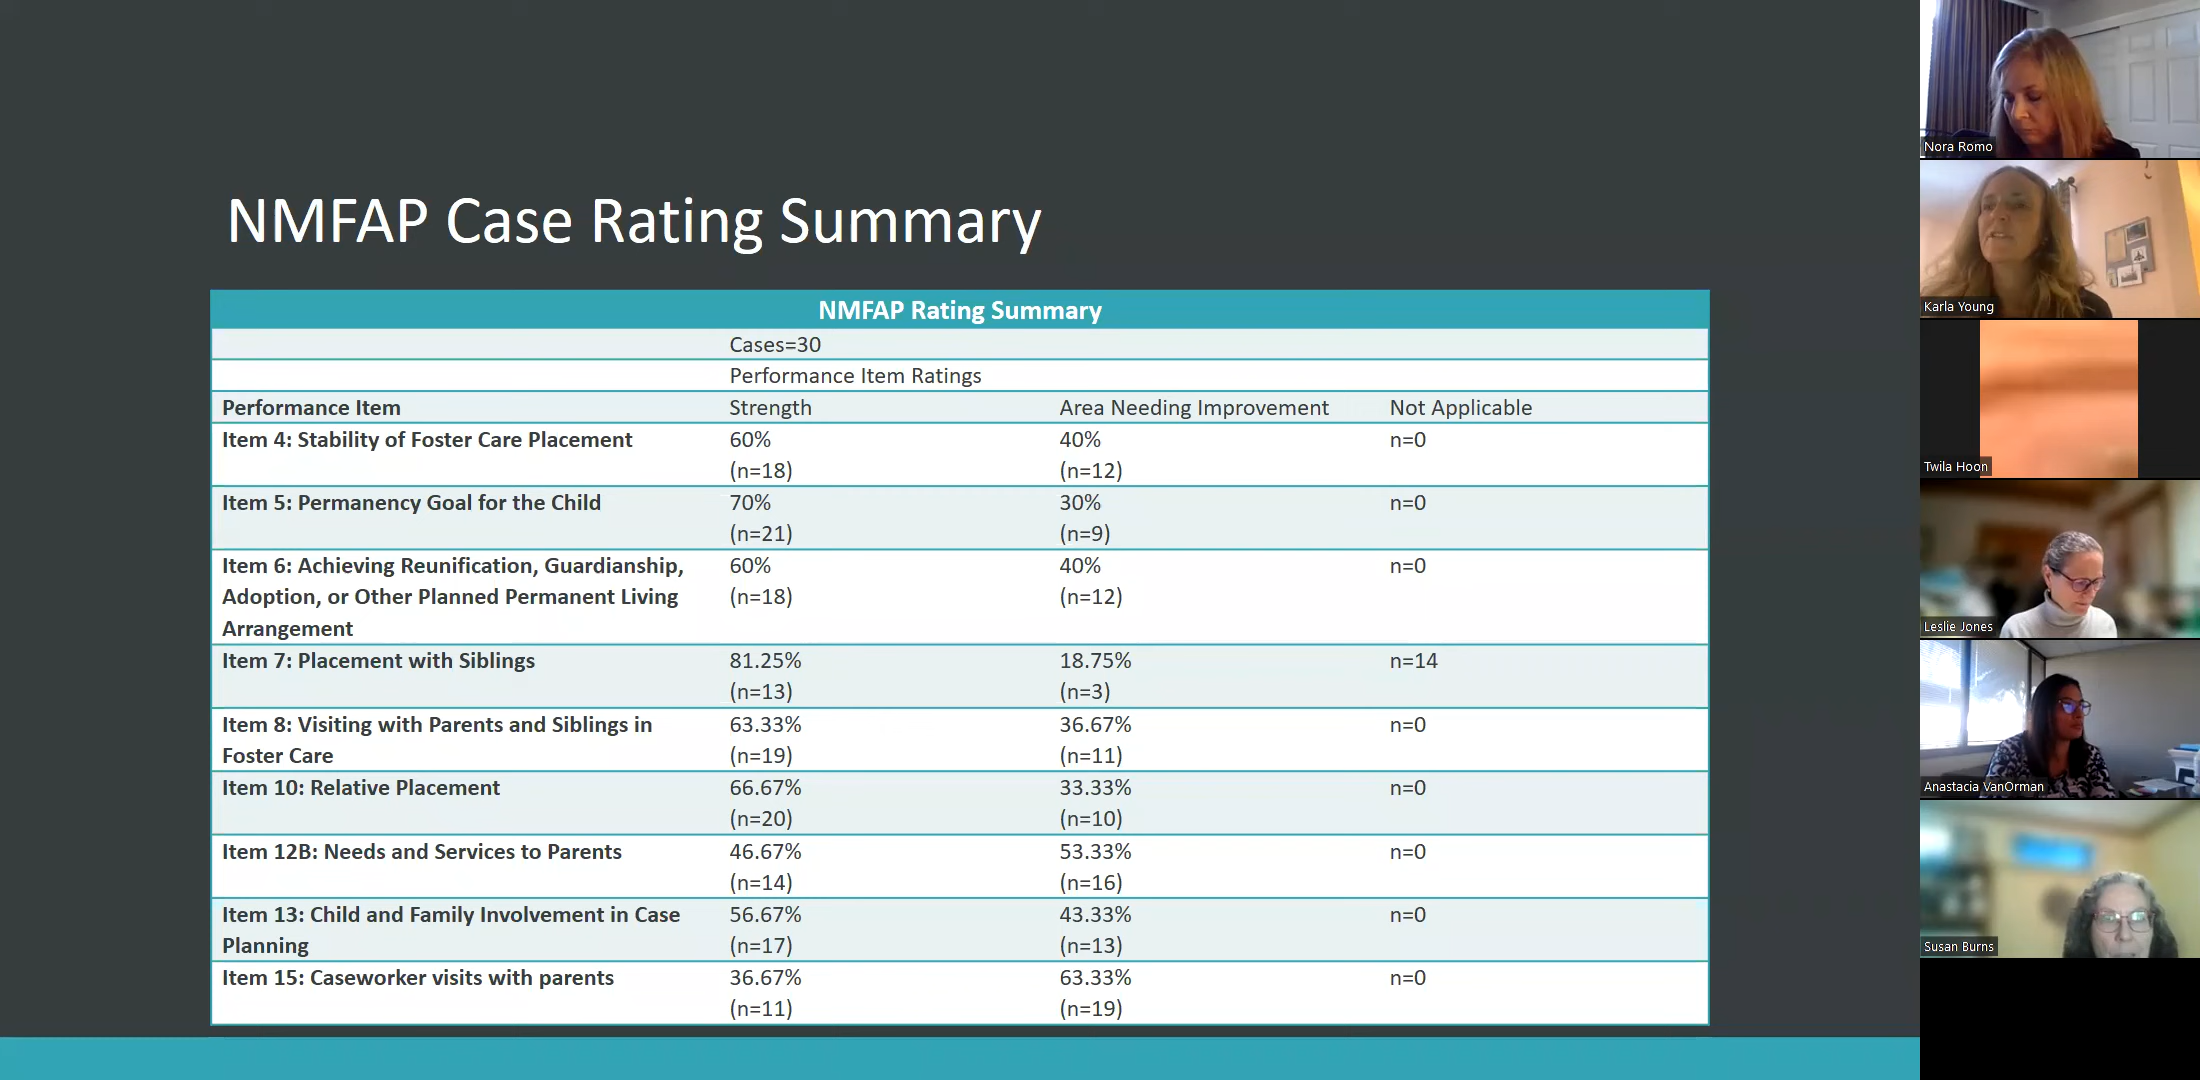 NMFAP Case Rating Summary
NMFAP Rating Summary
Cases=30
Performance Item Ratings
Performance Item Strength Area Needing Improvement Not Applicable
Item 4: Stability of Foster Care Placement 60% 40% n=0
(n=18) (n=12)
Item 5: Permanency Goal for the Child 70% 30% n=0
(n=21) (n=9)
Item 6: Achieving Reunification, Guardianship, 60% 40% n=0
Adoption, or Other Planned Permanent Living (n=18) (n=12)
Arrangement
Item 7: Placement with Siblings 81.25% 18.75% n=14
(n=13) (n=3)
Item 8: Visiting with Parents and Siblings in 63.33% 36.67% n=0
Foster Care (n=19) (n=11)
Item 10: Relative Placement 66.67% 33.33% n=0
(n=20) (n=10)
Item 12B: Needs and Services to Parents 46.67% 53.33% n=0
(n=14) (n=16)
Item 13: Child and Family Involvement in Case 56.67% 43.33% n=0
Planning (n=17) (n=13)
Item 15: Caseworker visits with parents 36.67% 63.33% n=0
(n=11) (n=19)
Nora Romo
Karla Young
Twila Hoon
Leslie Jones
Anastacia VanOrman
Susan Burns